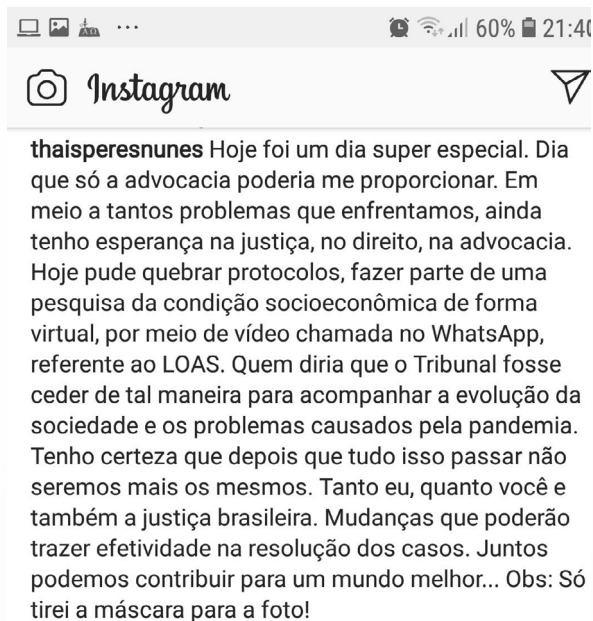 60% 21:40
Instagram
thaisperesnunes Hoje foi um dia super especial. Dia
que só a advocacia poderia me proporcionar. Em
meio a tantos problemas que enfrentamos, ainda
tenho esperança na justiça, no direito, na advocacia.
Hoje pude quebrar protocolos, fazer parte de uma
pesquisa da condição socioeconômica de forma
virtual, por meio de vídeo chamada no WhatsApp,
referente ao LOAS. Quem diria que o Tribunal fosse
ceder de tal maneira para acompanhar a evolução da
sociedade e os problemas causados pela pandemia.
Tenho certeza que depois que tudo isso passar não
seremos mais os mesmos. Tanto eu, quanto você e
também a justiça brasileira. Mudanças que poderão
trazer efetividade na resolução dos casos. Juntos
podemos contribuir para um mundo melhor... Obs: Só
tirei a máscara para a foto!